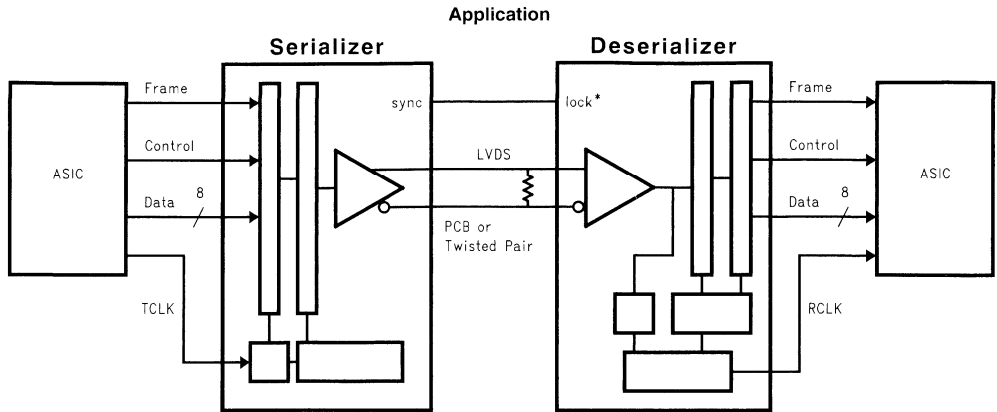 Application
Serializer
Deserializer
ASIC
Frame
Control
Data
8
TCLK
sync
LVDS
PCB or
Twisted Pair
lock*
Frame
Control
Data
8
RCLK
ASIC